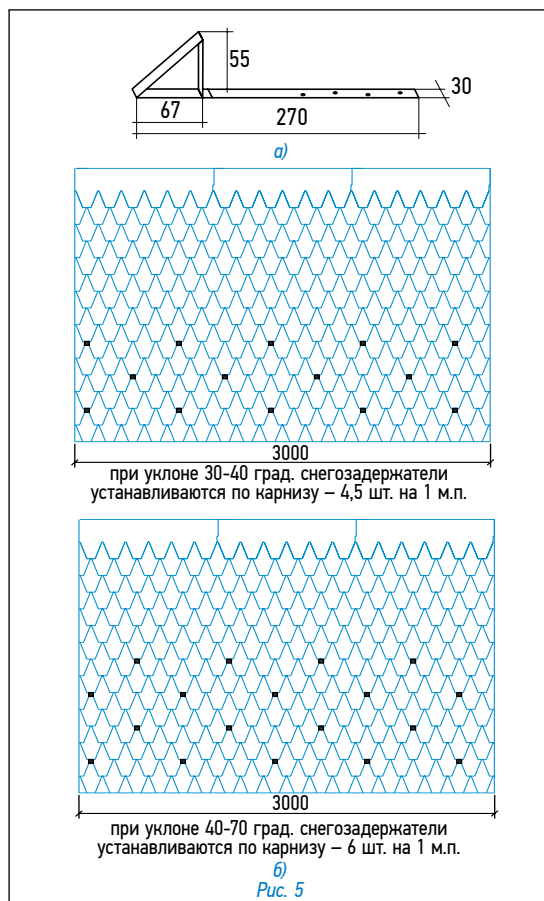 55
30
67
270
а)
3000
при уклоне 30-40 град. снегозадержатели
устанавливаются по карнизу – 4,5 шт. на 1 м.п.
3000
при уклоне 40-70 град. снегозадержатели
устанавливаются по карнизу – 6 шт. на 1 м.п.
б)
Рис. 5